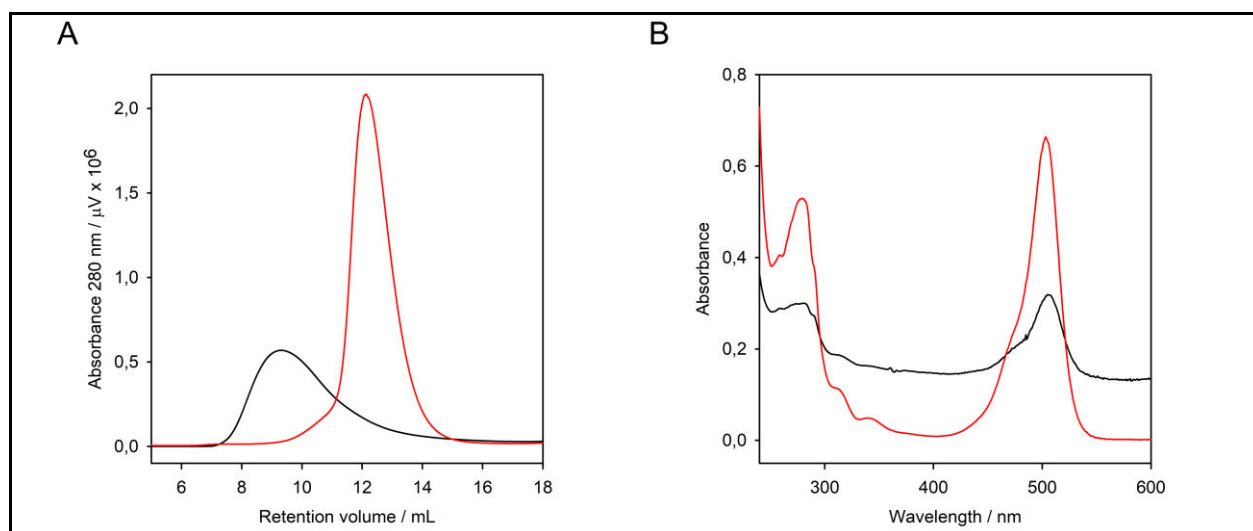 A
B
Absorbance 280 nm / μV x 10⁶
2,0
1,5
1,0
0,5
0,0
6 8 10 12 14 16 18
Retention volume / mL
Absorbance
0,8
0,6
0,4
0,2
0,0
300 400 500 600
Wavelength / nm